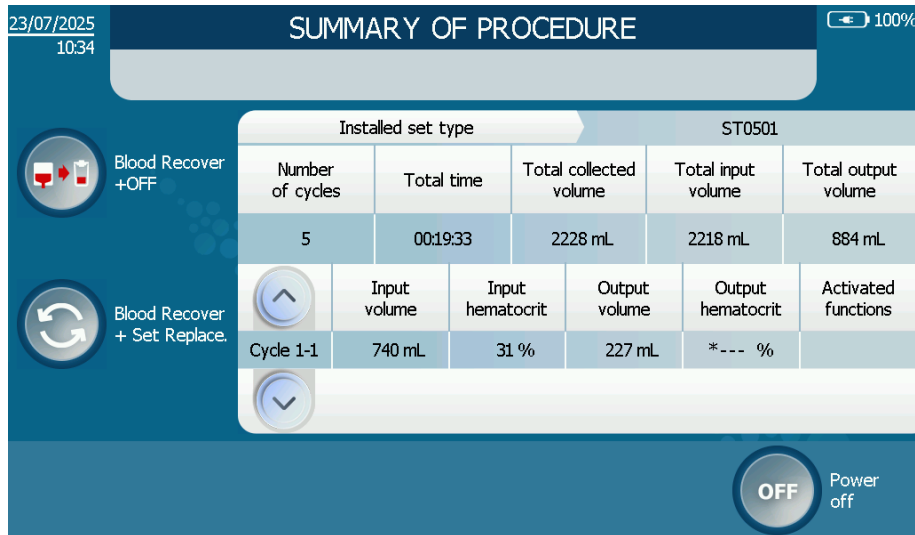 23/07/2025
10:34
SUMMARY OF PROCEDURE
100%
Installed set type
ST0501
Blood Recover
+OFF
Number
of cycles
Total time
Total collected
volume
Total input
volume
Total output
volume
5
00:19:33
2228 mL
2218 mL
884 mL
Blood Recover
+ Set Replace.
Input
volume
Input
hematocrit
Output
volume
Output
hematocrit
Activated
functions
Cycle 1-1
740 mL
31 %
227 mL
*--- %
OFF
Power
off